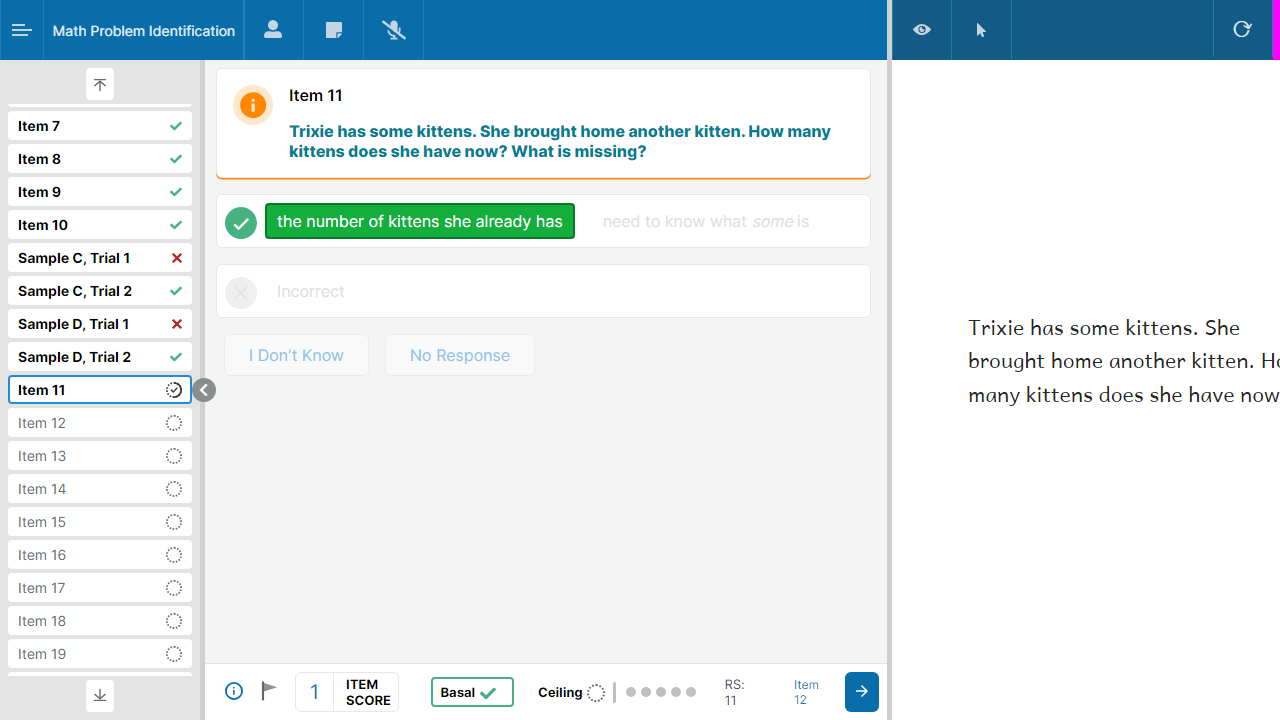 Math Problem Identification
Item 7
Item 8
Item 9
Item 10
Sample C, Trial 1
Sample C, Trial 2
Sample D, Trial 1
Sample D, Trial 2
Item 11
Item 12
Item 13
Item 14
Item 15
Item 16
Item 17
Item 18
Item 19
Item 11
Trixie has some kittens. She brought home another kitten. How many
kittens does she have now? What is missing?
the number of kittens she already has
need to know what some is
Incorrect
I Don’t Know
No Response
1
ITEM
SCORE
Basal
Ceiling
RS:
11
Item
12
Trixie has some kittens. She
brought home another kitten.
many kittens does she have now